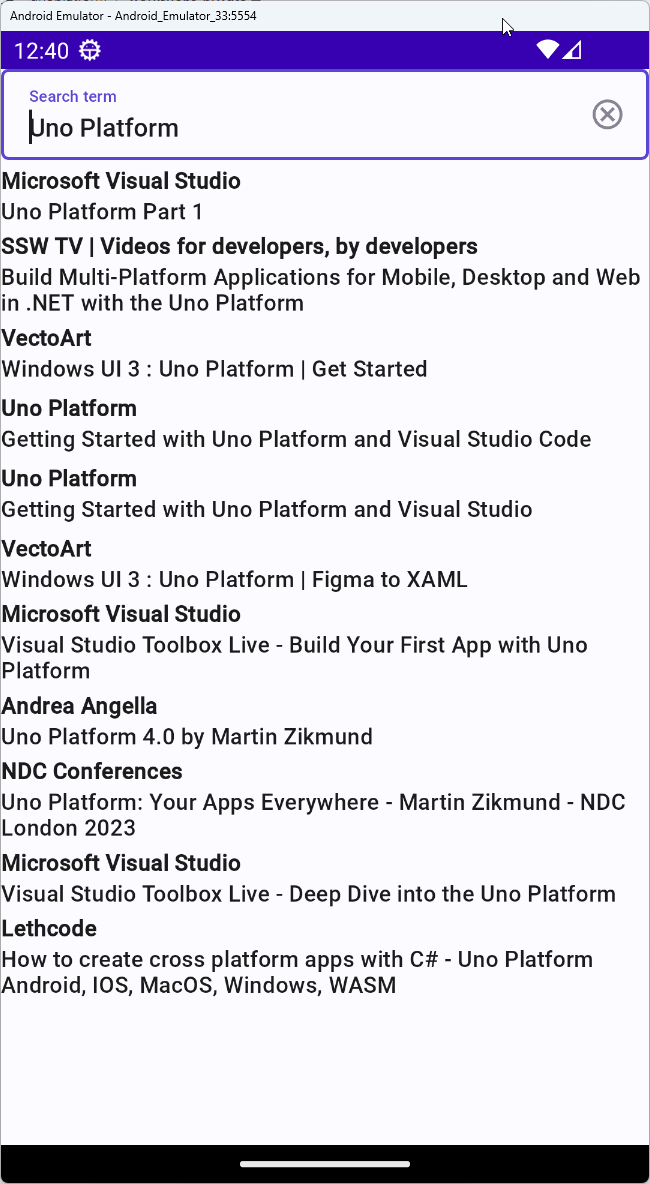 Android Emulator - Android_Emulator_33:5554
12:40
Search term
Uno Platform
Microsoft Visual Studio
Uno Platform Part 1
SSW TV | Videos for developers, by developers
Build Multi-Platform Applications for Mobile, Desktop and Web
in .NET with the Uno Platform
VectoArt
Windows UI 3 : Uno Platform | Get Started
Uno Platform
Getting Started with Uno Platform and Visual Studio Code
Uno Platform
Getting Started with Uno Platform and Visual Studio
VectoArt
Windows UI 3 : Uno Platform | Figma to XAML
Microsoft Visual Studio
Visual Studio Toolbox Live - Build Your First App with Uno
Platform
Andrea Angella
Uno Platform 4.0 by Martin Zikmund
NDC Conferences
Uno Platform: Your Apps Everywhere - Martin Zikmund - NDC
London 2023
Microsoft Visual Studio
Visual Studio Toolbox Live - Deep Dive into the Uno Platform
Lethcode
How to create cross platform apps with C# - Uno Platform
Android, IOS, MacOS, Windows, WASM